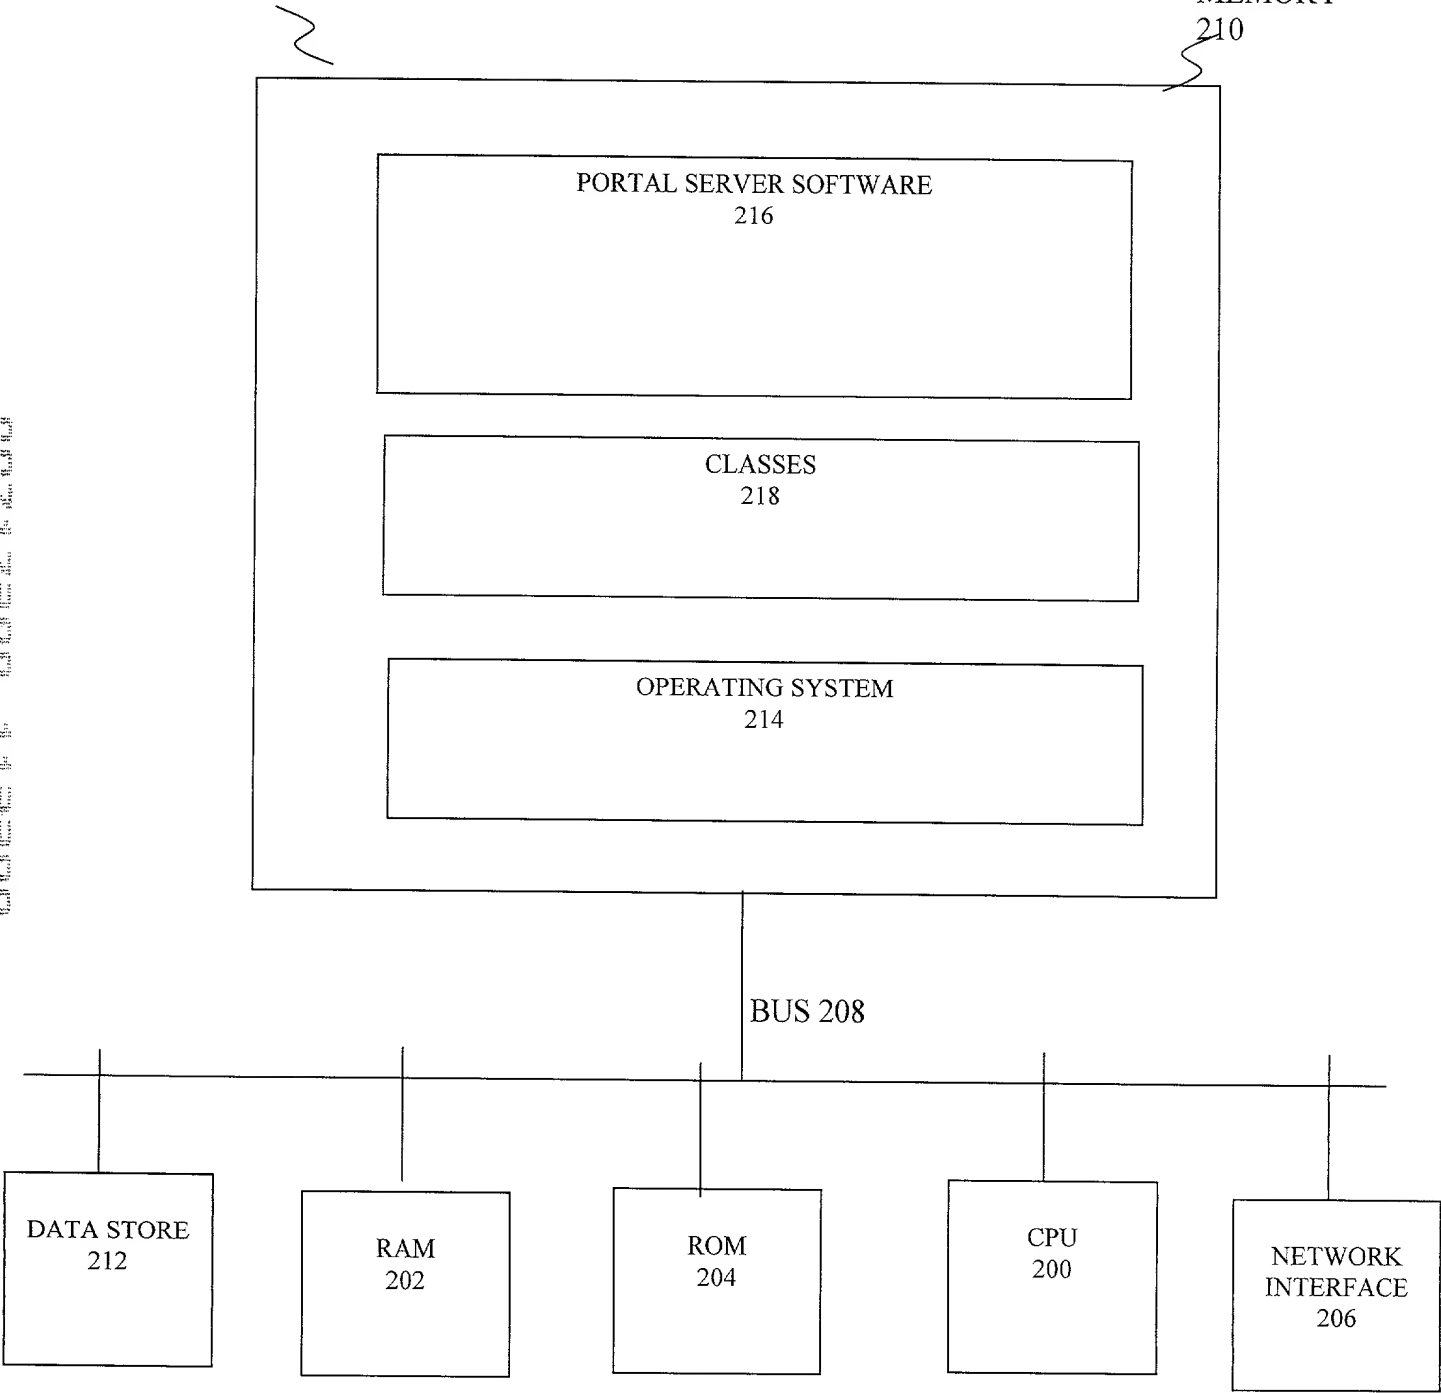 MEMORY
210
PORTAL SERVER SOFTWARE
216
CLASSES
218
OPERATING SYSTEM
214
BUS 208
DATA STORE
212
RAM
202
ROM
204
CPU
200
NETWORK
INTERFACE
206